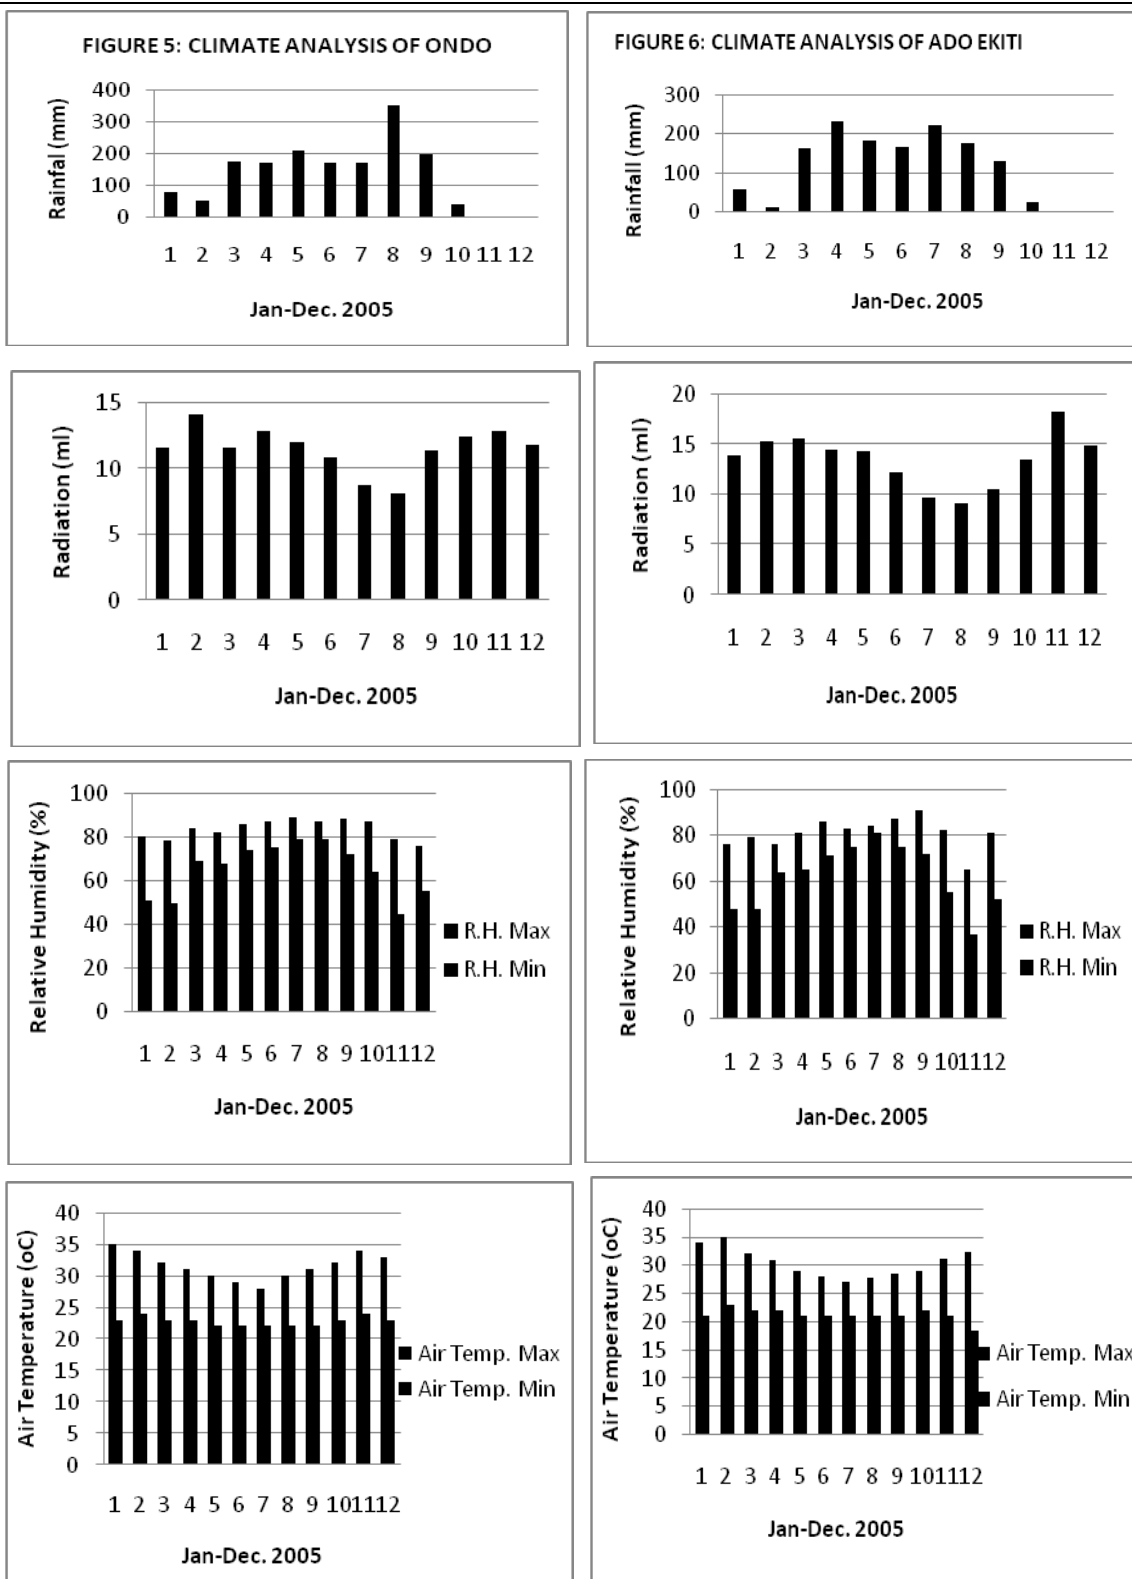 FIGURE 5: CLIMATE ANALYSIS OF ONDO
400
300
200
100
0
Rainfal (mm)
1 2 3 4 5 6 7 8 9 10 11 12
Jan-Dec. 2005
FIGURE 6: CLIMATE ANALYSIS OF ADO EKITI
300
200
100
0
Rainfall (mm)
1 2 3 4 5 6 7 8 9 10 11 12
Jan-Dec. 2005
15
10
5
0
Radiation (ml)
1 2 3 4 5 6 7 8 9 10 11 12
Jan-Dec. 2005
20
15
10
5
0
Radiation (ml)
1 2 3 4 5 6 7 8 9 10 11 12
Jan-Dec. 2005
100
80
60
40
20
0
Relative Humidity (%)
R.H. Max
R.H. Min
1 2 3 4 5 6 7 8 9 101112
Jan-Dec. 2005
100
80
60
40
20
0
Relative Humidity (%)
R.H. Max
R.H. Min
1 2 3 4 5 6 7 8 9 101112
Jan-Dec. 2005
40
35
30
25
20
15
10
5
0
Air Temperature (oC)
Air Temp. Max
Air Temp. Min
1 2 3 4 5 6 7 8 9 101112
Jan-Dec. 2005
40
35
30
25
20
15
10
5
0
Air Temperature (oC)
Air Temp. Max
Air Temp. Min
1 2 3 4 5 6 7 8 9 101112
Jan-Dec. 2005